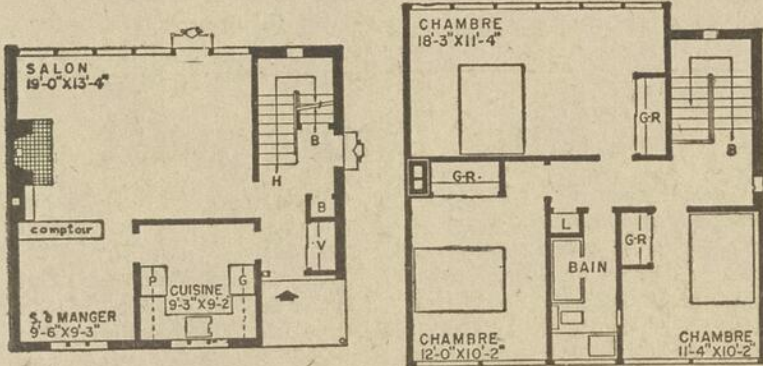 SALON
19'-0"X13'-4"
B
H
B
V
comptoir
P
G
CUISINE
9'-3"X9'-2
S. à MANGER
9'-6"X9'-3"
CHAMBRE
18'-3"X11'-4"
G-R
B
G-R-
L
G-R
BAIN
CHAMBRE
12'-0"X10'-2"
CHAMBRE
11'-4"X10'-2"